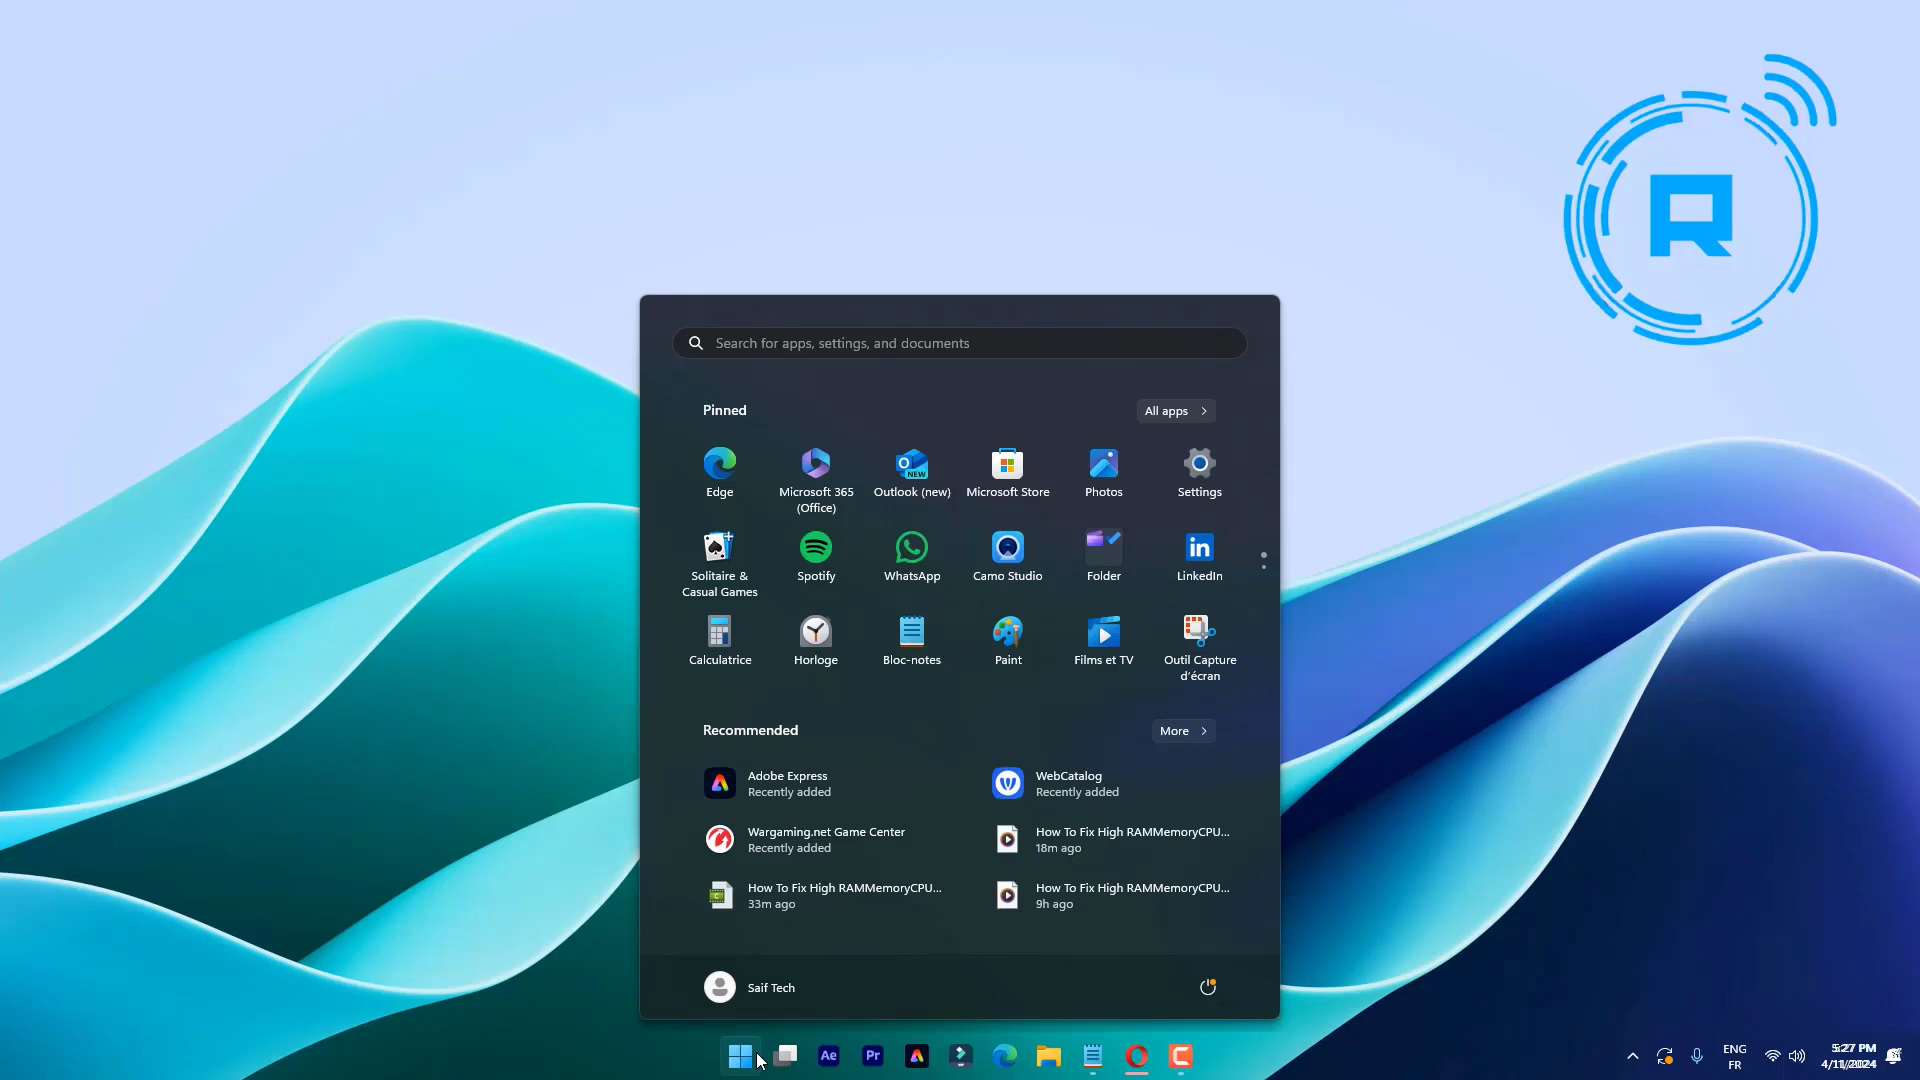 R
Search for apps, settings, and documents
Pinned
All apps
Edge
Microsoft 365
(Office)
Outlook (new)
Microsoft Store
Photos
Settings
Solitaire &
Casual Games
Spotify
WhatsApp
Camo Studio
Folder
LinkedIn
Calculatrice
Horloge
Bloc-notes
Paint
Films et TV
Outil Capture
d'écran
Recommended
More
Adobe Express
Recently added
WebCatalog
Recently added
Wargaming.net Game Center
Recently added
How To Fix High RAMMemoryCPU...
18m ago
How To Fix High RAMMemoryCPU...
33m ago
How To Fix High RAMMemoryCPU...
9h ago
Saif Tech
Ae
Pr
ENG
FR
5:27 PM
4/11/2024